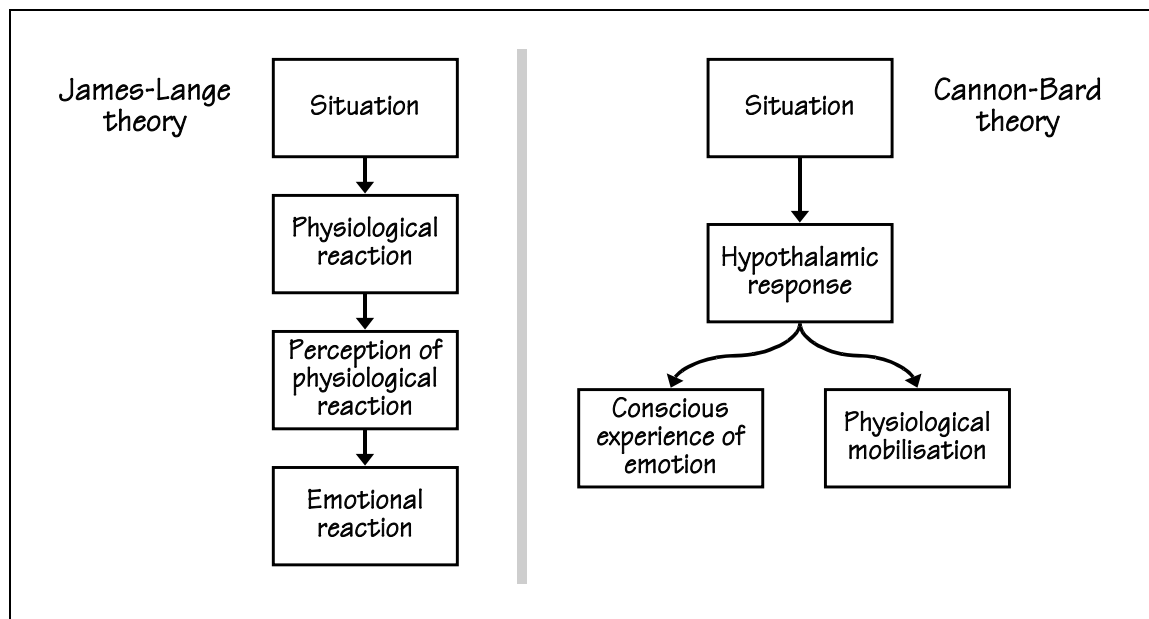 James-Lange
theory
Situation
Physiological
reaction
Perception of
physiological
reaction
Emotional
reaction
Situation
Cannon-Bard
theory
Hypothalamic
response
Conscious
experience of
emotion
Physiological
mobilisation